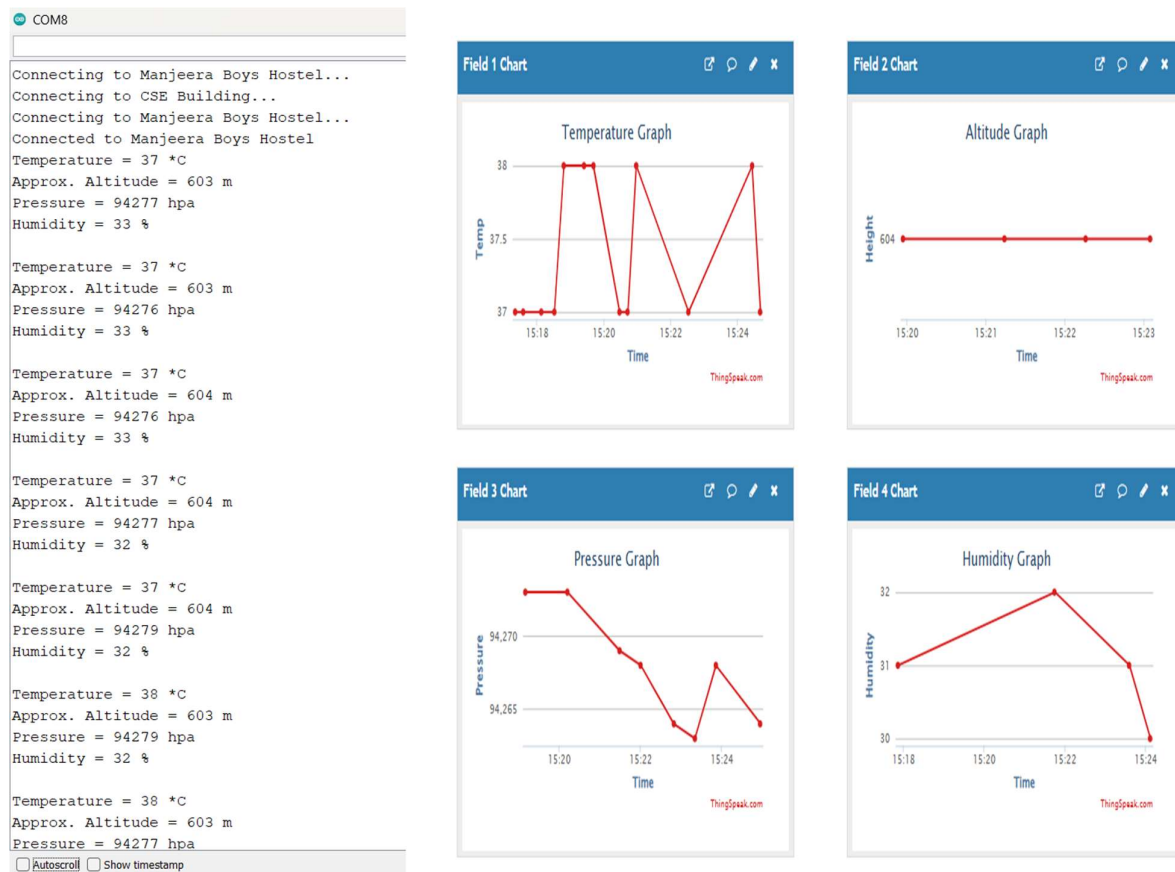 COM8
Connecting to Manjeera Boys Hostel...
Connecting to CSE Building...
Connecting to Manjeera Boys Hostel...
Connected to Manjeera Boys Hostel
Temperature = 37 *C
Approx. Altitude = 603 m
Pressure = 94277 hpa
Humidity = 33 %
Temperature = 37 *C
Approx. Altitude = 603 m
Pressure = 94276 hpa
Humidity = 33 %
Temperature = 37 *C
Approx. Altitude = 604 m
Pressure = 94276 hpa
Humidity = 33 %
Temperature = 37 *C
Approx. Altitude = 604 m
Pressure = 94277 hpa
Humidity = 32 %
Temperature = 37 *C
Approx. Altitude = 604 m
Pressure = 94279 hpa
Humidity = 32 %
Temperature = 38 *C
Approx. Altitude = 603 m
Pressure = 94279 hpa
Humidity = 32 %
Temperature = 38 *C
Approx. Altitude = 603 m
Pressure = 94277 hpa
Autoscroll Show timestamp
Field 1 Chart
Temperature Graph
Temp
38
37.5
37
15:18 15:20 15:22 15:24
Time
ThingSpeak.com
Field 2 Chart
Altitude Graph
Height
604
15:20 15:21 15:22 15:23
Time
ThingSpeak.com
Field 3 Chart
Pressure Graph
Pressure
94,270
94,265
15:20 15:22 15:24
Time
ThingSpeak.com
Field 4 Chart
Humidity Graph
Humidity
32
31
30
15:18 15:20 15:22 15:24
Time
ThingSpeak.com